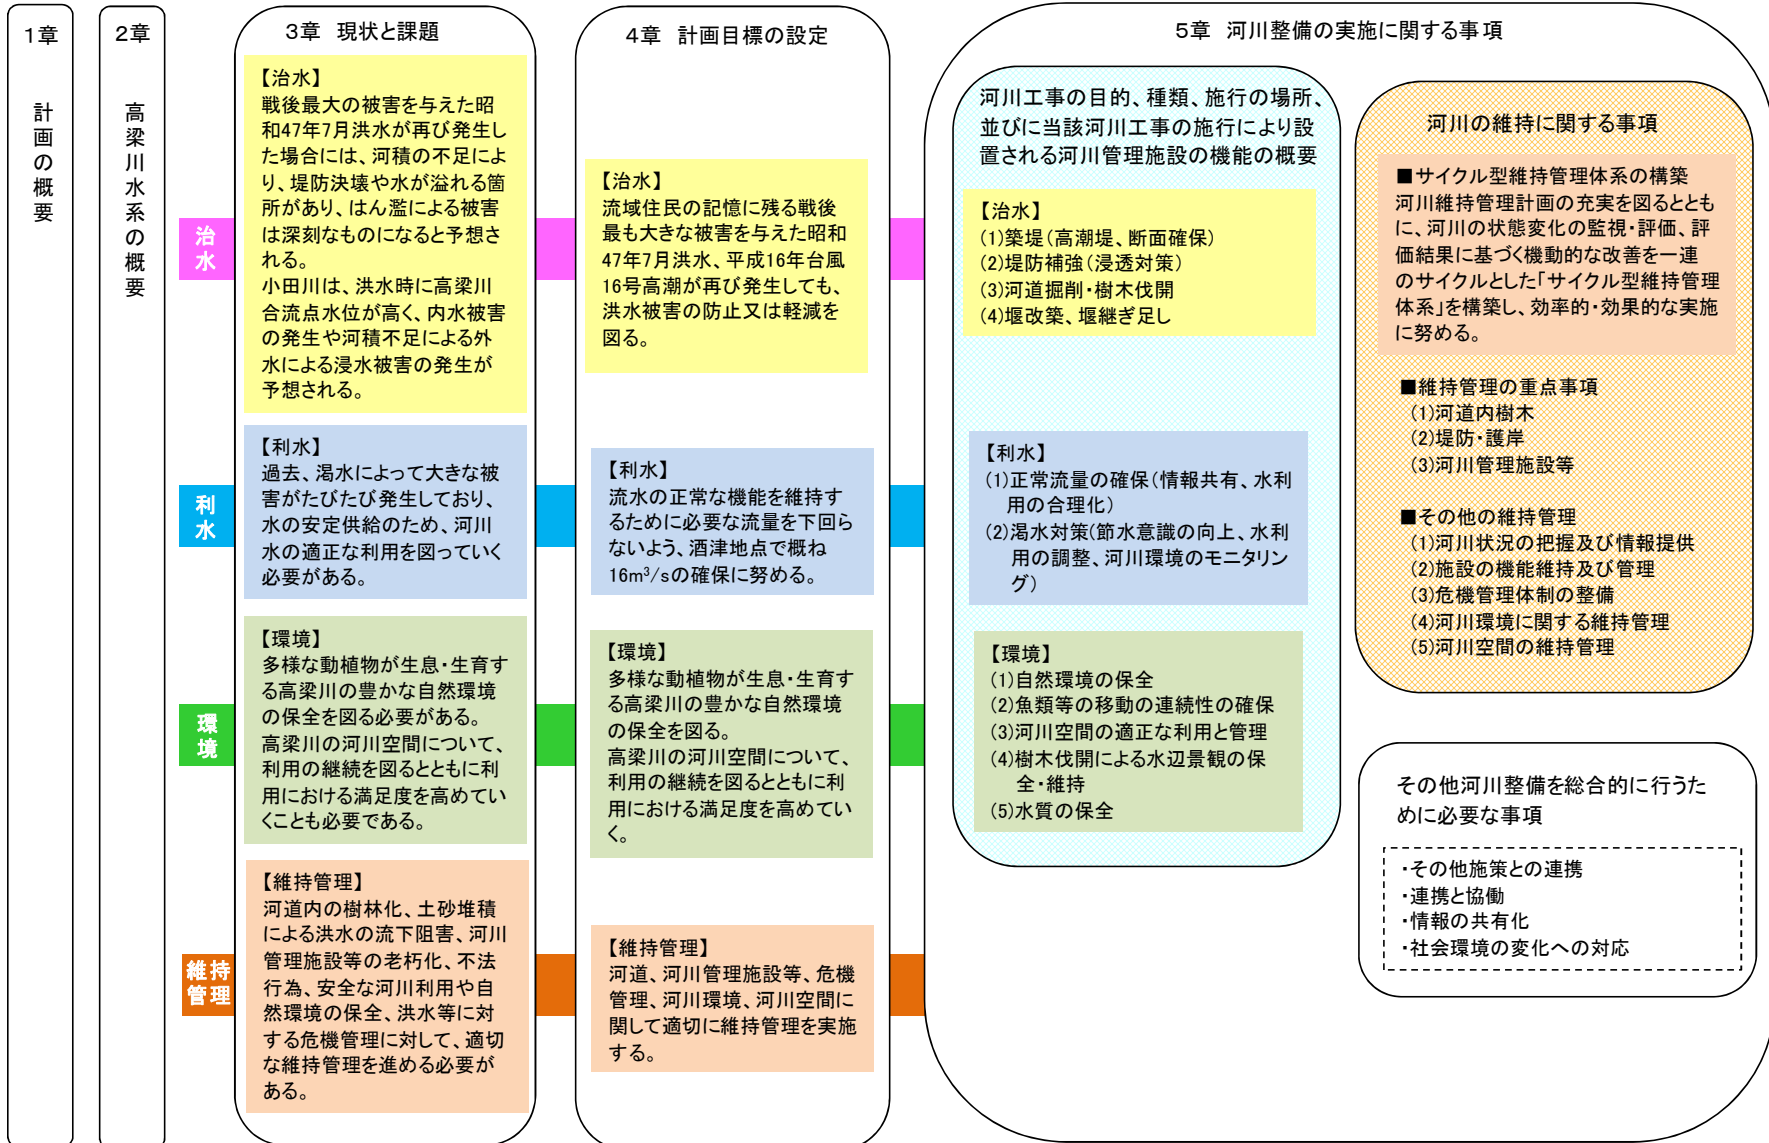 1章
計画の概要
2章
高梁川水系の概要
治水
利水
環境
維持
管理
3章 現状と課題
【治水】
戦後最大の被害を与えた昭
和47年7月洪水が再び発生し
た場合には、河積の不足によ
り、堤防決壊や水が溢れる箇
所があり、はん濫による被害
は深刻なものになると予想さ
れる。
小田川は、洪水時に高梁川
合流点水位が高く、内水被害
の発生や河積不足による外
水による浸水被害の発生が
予想される。
【利水】
過去、渇水によって大きな被
害がたびたび発生しており、
水の安定供給のため、河川
水の適正な利用を図っていく
必要がある。
【環境】
多様な動植物が生息・生育す
る高梁川の豊かな自然環境
の保全を図る必要がある。
高梁川の河川空間について、
利用の継続を図るとともに利
用における満足度を高めてい
くことも必要である。
【維持管理】
河道内の樹林化、土砂堆積
による洪水の流下阻害、河川
管理施設等の老朽化、不法
行為、安全な河川利用や自
然環境の保全、洪水等に対
する危機管理に対して、適切
な維持管理を進める必要が
ある。
4章 計画目標の設定
【治水】
流域住民の記憶に残る戦後
最も大きな被害を与えた昭和
47年7月洪水、平成16年台風
16号高潮が再び発生しても、
洪水被害の防止又は軽減を
図る。
【利水】
流水の正常な機能を維持す
るために必要な流量を下回ら
ないよう、酒津地点で概ね
16m³/sの確保に努める。
【環境】
多様な動植物が生息・生育す
る高梁川の豊かな自然環境
の保全を図る。
高梁川の河川空間について、
利用の継続を図るとともに利
用における満足度を高めてい
く。
【維持管理】
河道、河川管理施設等、危機
管理、河川環境、河川空間に
関して適切に維持管理を実施
する。
5章 河川整備の実施に関する事項
河川工事の目的、種類、施行の場所、
並びに当該河川工事の施行により設
置される河川管理施設の機能の概要
【治水】
(1)築堤(高潮堤、断面確保)
(2)堤防補強(浸透対策)
(3)河道掘削・樹木伐開
(4)堰改築、堰継ぎ足し
【利水】
(1)正常流量の確保(情報共有、水利
用の合理化)
(2)渇水対策(節水意識の向上、水利
用の調整、河川環境のモニタリン
グ)
【環境】
(1)自然環境の保全
(2)魚類等の移動の連続性の確保
(3)河川空間の適正な利用と管理
(4)樹木伐開による水辺景観の保
全・維持
(5)水質の保全
河川の維持に関する事項
■サイクル型維持管理体系の構築
河川維持管理計画の充実を図るととも
に、河川の状態変化の監視・評価、評
価結果に基づく機動的な改善を一連
のサイクルとした「サイクル型維持管理
体系」を構築し、効率的・効果的な実施
に努める。
■維持管理の重点事項
(1)河道内樹木
(2)堤防・護岸
(3)河川管理施設等
■その他の維持管理
(1)河川状況の把握及び情報提供
(2)施設の機能維持及び管理
(3)危機管理体制の整備
(4)河川環境に関する維持管理
(5)河川空間の維持管理
その他河川整備を総合的に行うた
めに必要な事項
・その他施策との連携
・連携と協働
・情報の共有化
・社会環境の変化への対応